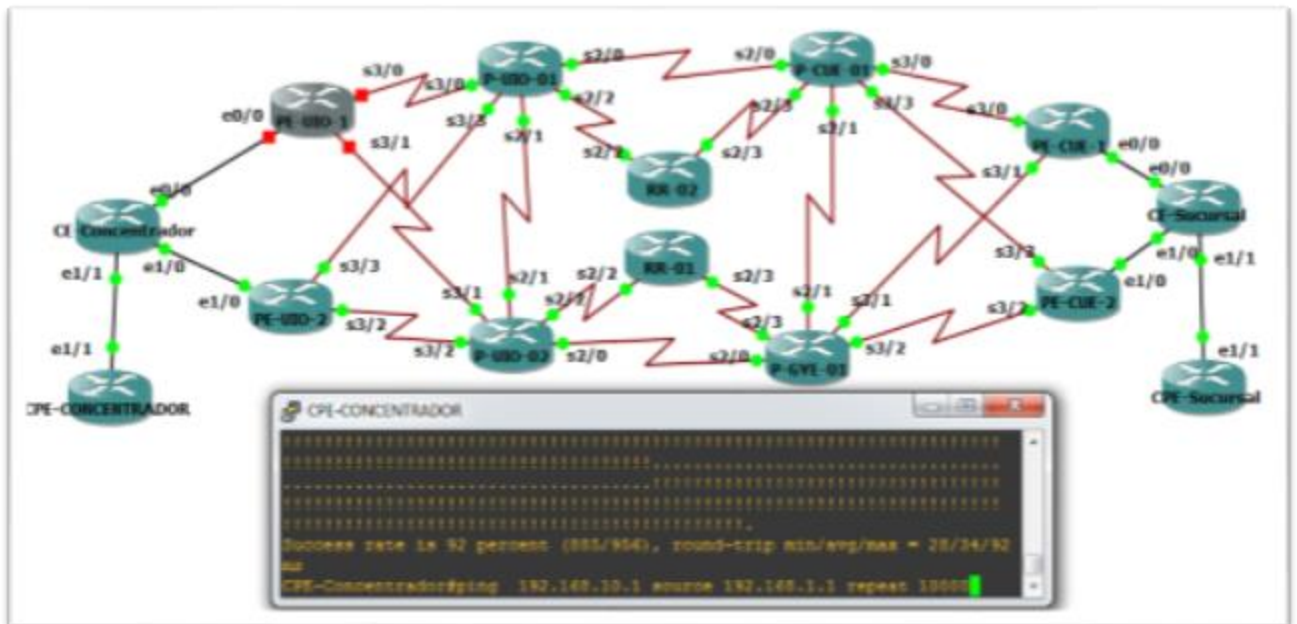 s2/0
s2/0
s3/0
P-UIO-01
P-CUE-01
s3/0
s3/0
s2/2
s2/3
s3/3
s3/0
e0/0
PE-UIO-1
s3/3
s2/1
s2/1
PE-CUE-1
e0/0
s3/1
s2/2
s2/3
s3/1
e0/0
e0/0
RR-02
CE-Concentrador
CE-Sucursal
RR-01
e1/1
e1/0
s3/3
s2/1
s2/2
s2/3
s2/1
s3/1
s3/3
e1/0
e1/1
e1/0
PE-CUE-2
e1/0
PE-UIO-2
s3/2
s3/1
s2/2
s2/3
s3/2
e1/1
s3/2
P-UIO-02
s2/0
s2/0
P-GYE-01
s3/2
e1/1
CPE-CONCENTRADOR
CPE-Sucursal
CPE-CONCENTRADOR
Success rate is 92 percent round-trip min/avg/max = 28/34/92
ms
CPE-Concentrador#ping 192.168.10.1 source 192.168.1.1 repeat 10000